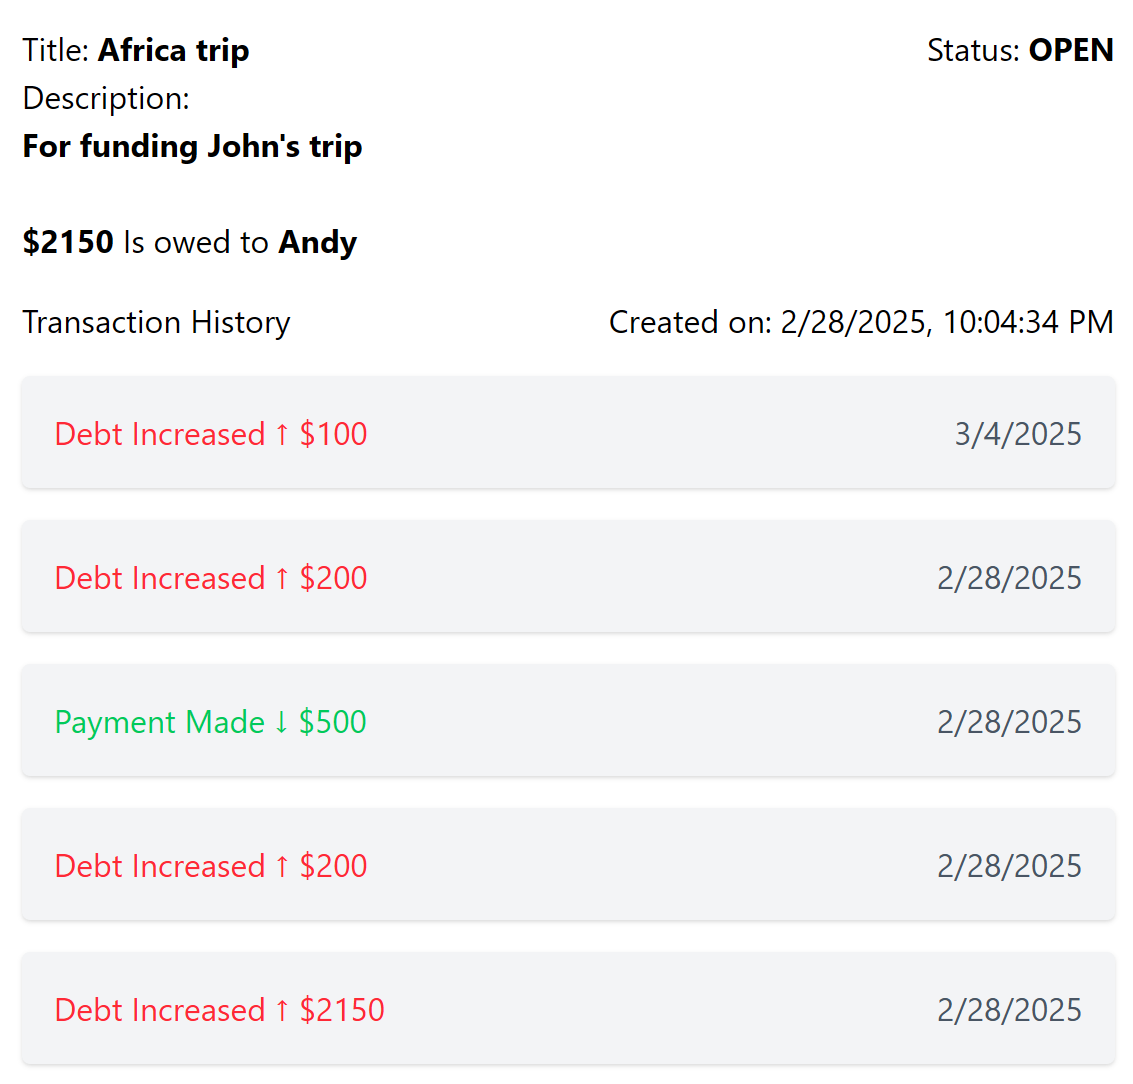 Title: Africa trip
Status: OPEN
Description:
For funding John's trip
$2150 Is owed to Andy
Transaction History
Created on: 2/28/2025, 10:04:34 PM
Debt Increased ↑ $100
3/4/2025
Debt Increased ↑ $200
2/28/2025
Payment Made ↓ $500
2/28/2025
Debt Increased ↑ $200
2/28/2025
Debt Increased ↑ $2150
2/28/2025